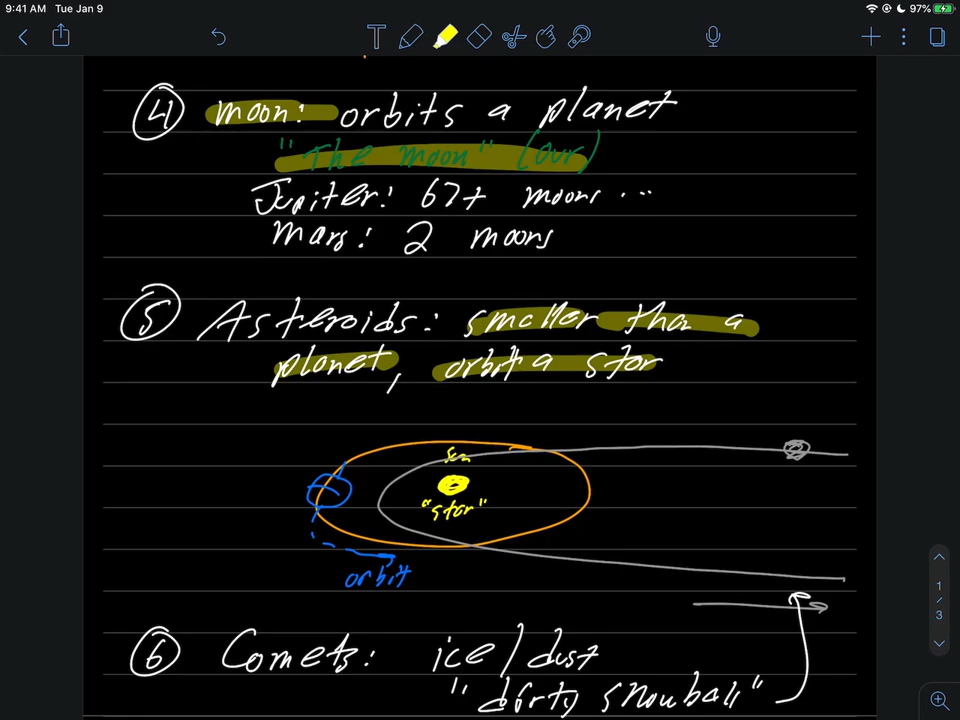 9:41 AM Tue Jan 9
97%
④ moon: orbits a planet
"The moon" (our)
Jupiter: 67+ moons ...
Mars: 2 moons
⑤ Asteroids: smaller than a
planet, orbit a star
Sun
"star"
orbit
⑥ Comets: ice/dust
"dirty snowball"
1
/
3